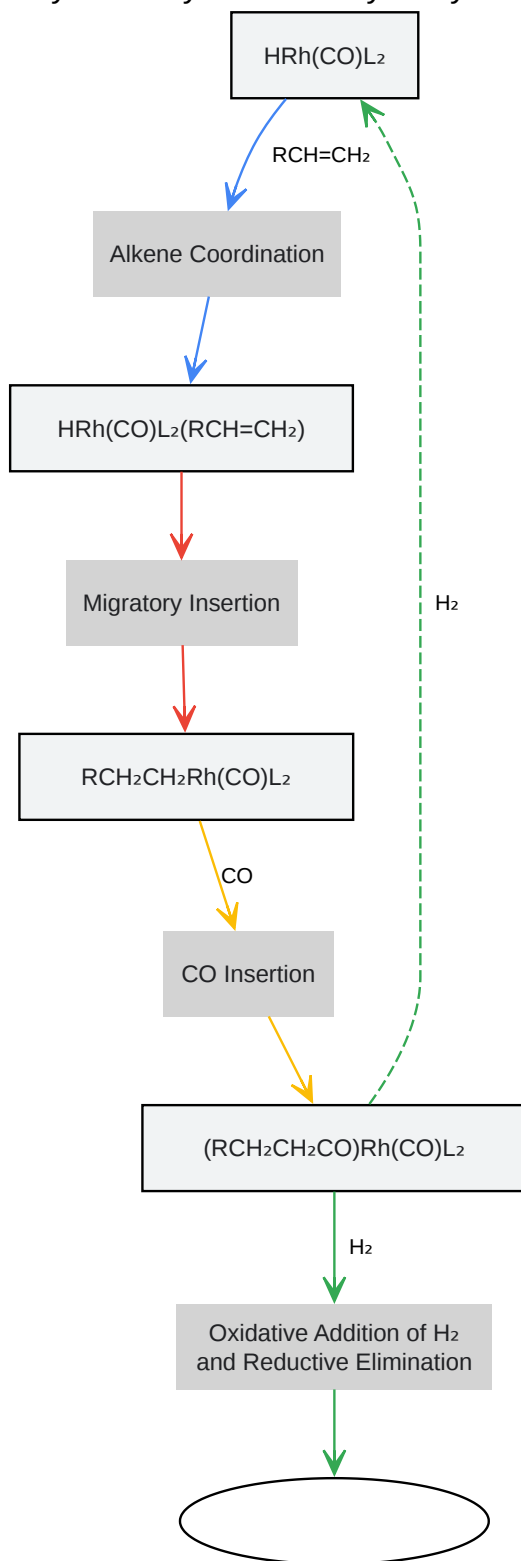 HRh(CO)L₂
RCH=CH₂
Alkene Coordination
HRh(CO)L₂(RCH=CH₂)
Migratory Insertion
H₂
RCH₂CH₂Rh(CO)L₂
CO
CO Insertion
(RCH₂CH₂CO)Rh(CO)L₂
H₂
Oxidative Addition of H₂
and Reductive Elimination